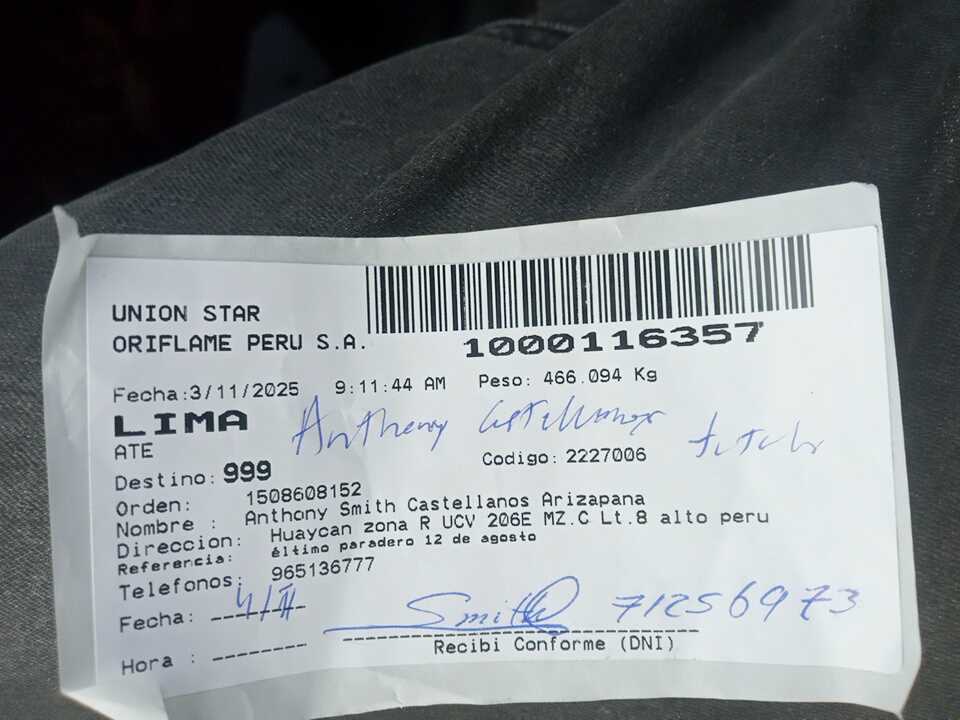 UNION STAR
ORIFLAME PERU S.A.
1000116357
Fecha:3/11/2025 9:11:44 AM Peso: 466.094 Kg
LIMA
Anthony Castellanos
ATE
titular
Destino: 999 Codigo: 2227006
Orden: 1508608152
Nombre : Anthony Smith Castellanos Arizapana
Direccion: Huaycan zona R UCV 206E MZ.C Lt.8 alto peru
Referencia: éltimo paradero 12 de agosto
Telefonos: 965136777
Fecha: 4/11
Smith 71256973
Hora : --------
Recibi Conforme (DNI)